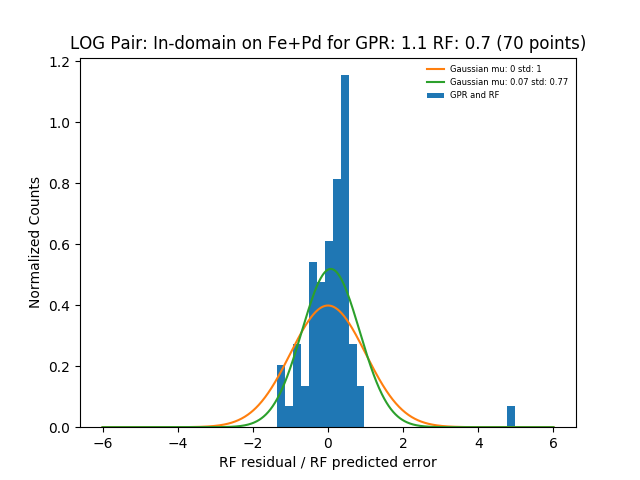 LOG Pair: In-domain on Fe+Pd for GPR: 1.1 RF: 0.7 (70 points)
Gaussian mu: 0 std: 1
Gaussian mu: 0.07 std: 0.77
GPR and RF
Normalized Counts
1.2
1.0
0.8
0.6
0.4
0.2
0.0
−6 −4 −2 0 2 4 6
RF residual / RF predicted error